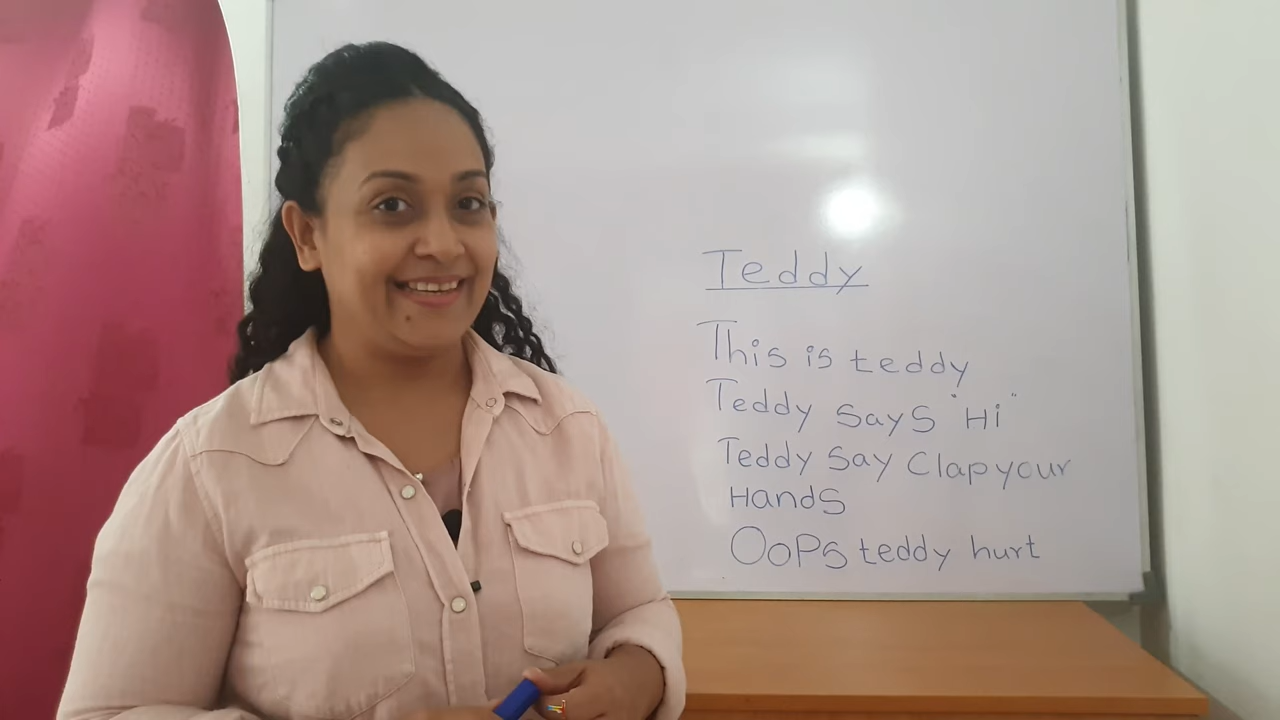 Teddy
This is teddy
Teddy says "Hi"
Teddy say Clap your
Hands
OoPs teddy hurt